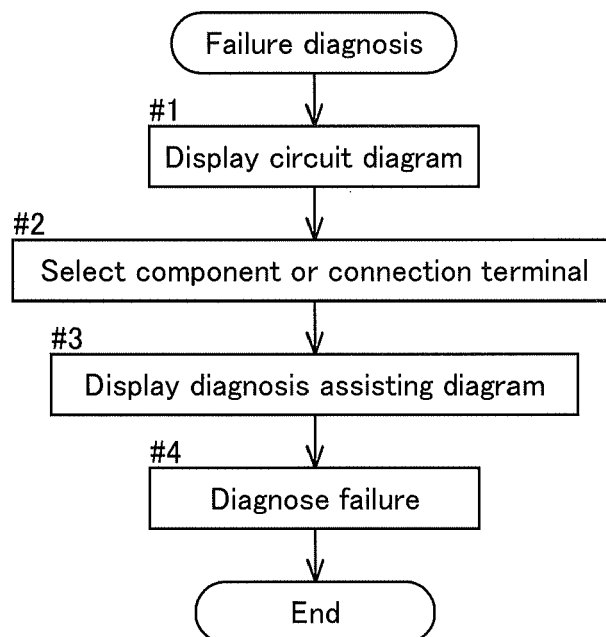 Failure diagnosis
#1
Display circuit diagram
#2
Select component or connection terminal
#3
Display diagnosis assisting diagram
#4
Diagnose failure
End